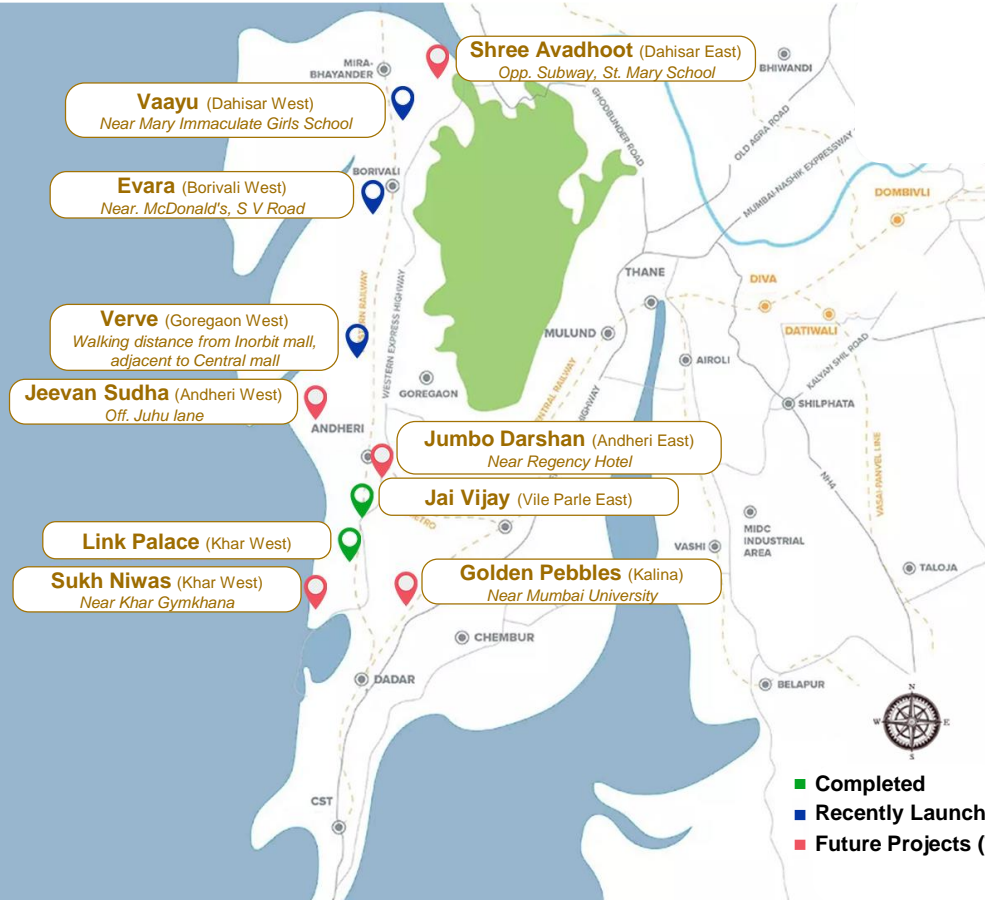 Shree Avadhoot (Dahisar East)
Opp. Subway, St. Mary School
MIRA-
BHAYANDER
BHIWANDI
Vaayu (Dahisar West)
Near Mary Immaculate Girls School
GHODBUNDER ROAD
OLD AGRA ROAD
MUMBAI-NASHIK EXPRESSWAY
BORIVALI
Evara (Borivali West)
Near. McDonald's, S V Road
DOMBIVLI
THANE
DIVA
DATIWALI
MULUND
STERN RAILWAY
WESTERN EXPRESS HIGHWAY
Verve (Goregaon West)
Walking distance from Inorbit mall,
adjacent to Central mall
AIROLI
KALYAN SHIL ROAD
GOREGAON
ENTRAL RAILWAY
IGHWAY
SHILPHATA
Jeevan Sudha (Andheri West)
Off. Juhu lane
ANDHERI
Jumbo Darshan (Andheri East)
Near Regency Hotel
VASAI-PANVEL LINE
NH4
Jai Vijay (Vile Parle East)
ETRO
MIDC
INDUSTRIAL
AREA
Link Palace (Khar West)
VASHI
TALOJA
Sukh Niwas (Khar West)
Near Khar Gymkhana
Golden Pebbles (Kalina)
Near Mumbai University
CHEMBUR
DADAR
BELAPUR
N
W
E
S
CST
Completed
Recently Launch
Future Projects (